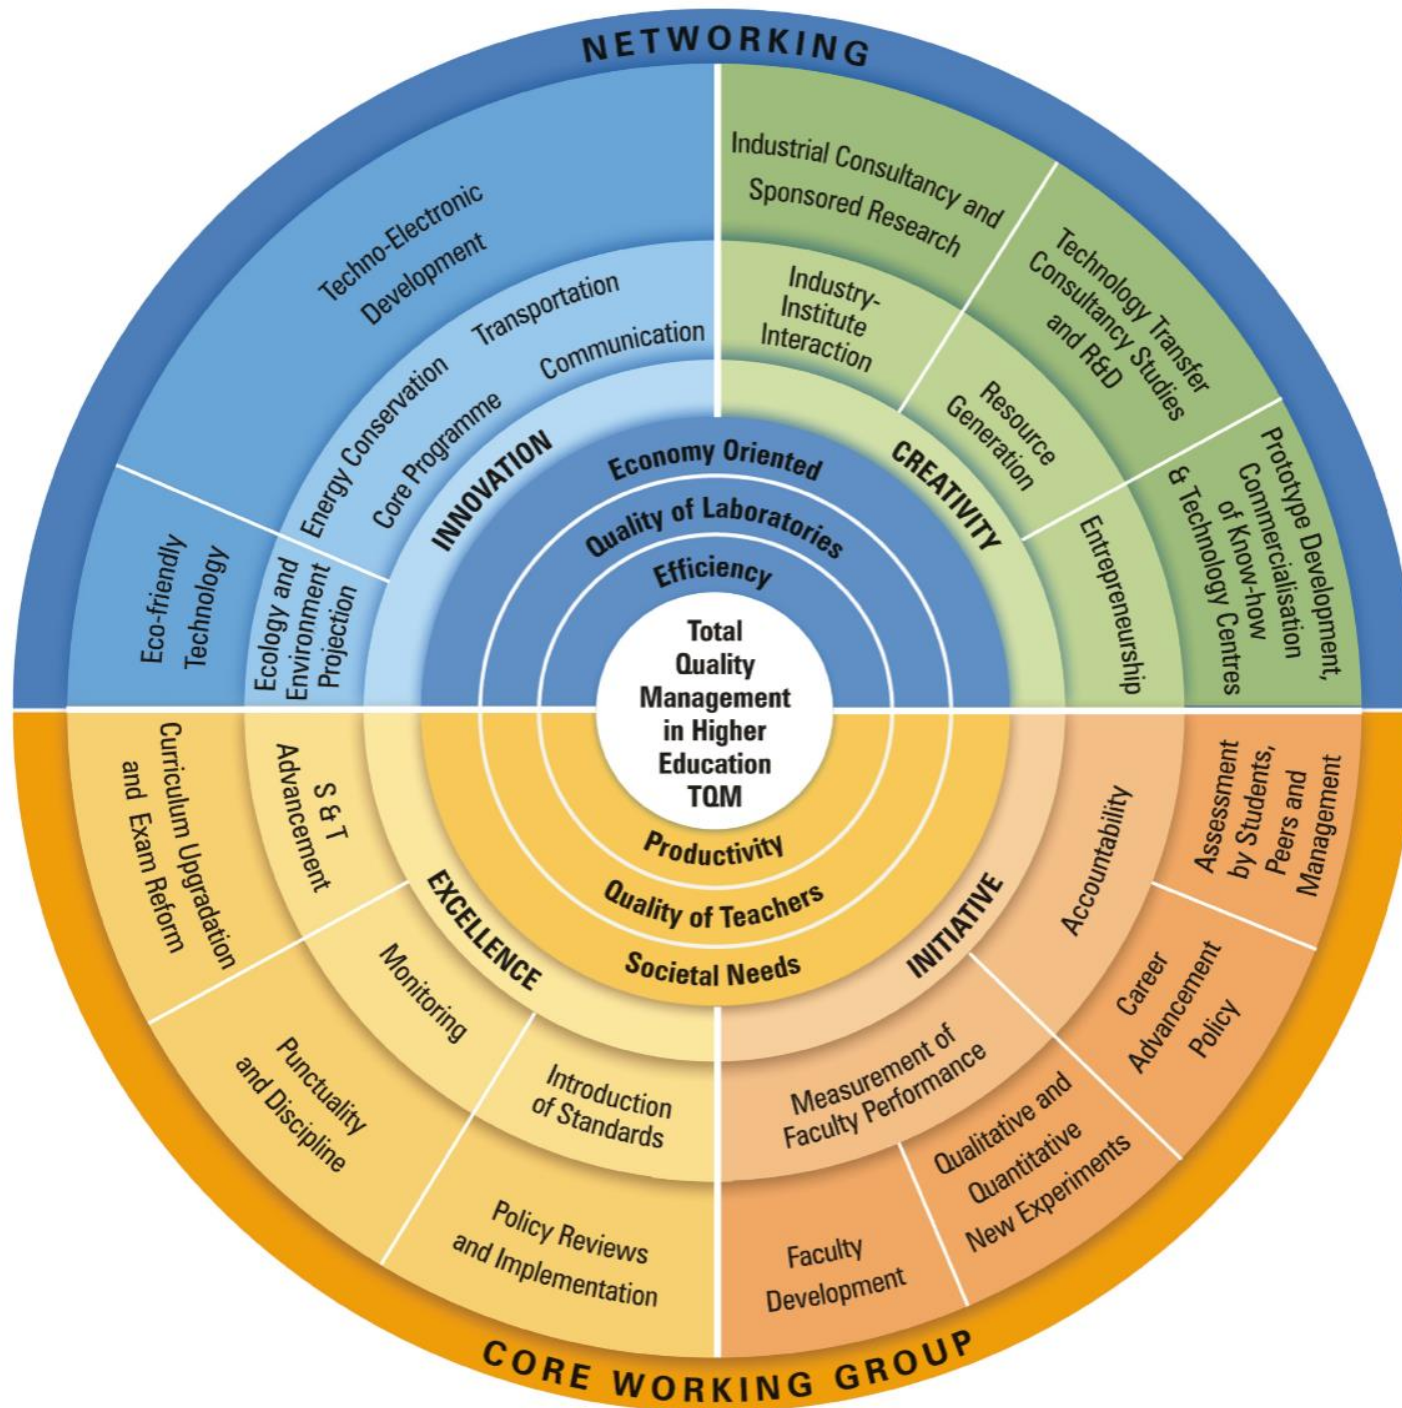 NETWORKING
Techno-Electronic
Development
Transportation
Communication
Energy Conservation
Core Programme
INNOVATION
Eco-friendly
Technology
Ecology and
Environment
Projection
Industrial Consultancy and
Sponsored Research
Industry-
Institute
Interaction
Technology Transfer
Consultancy Studies
and R&D
Resource
Generation
CREATIVITY
Prototype Development,
Commercialisation
of Know-how
& Technology Centres
Entrepreneurship
Economy Oriented
Quality of Laboratories
Efficiency
Total
Quality
Management
in Higher
Education
TQM
Productivity
Quality of Teachers
Societal Needs
Curriculum Upgradation
and Exam Reform
S & T
Advancement
EXCELLENCE
Monitoring
Punctuality
and Discipline
Introduction
of Standards
Policy Reviews
and Implementation
INITIATIVE
Accountability
Assessment
by Students,
Peers and
Management
Career
Advancement
Policy
Measurement of
Faculty Performance
Qualitative and
Quantitative
New Experiments
Faculty
Development
CORE WORKING GROUP